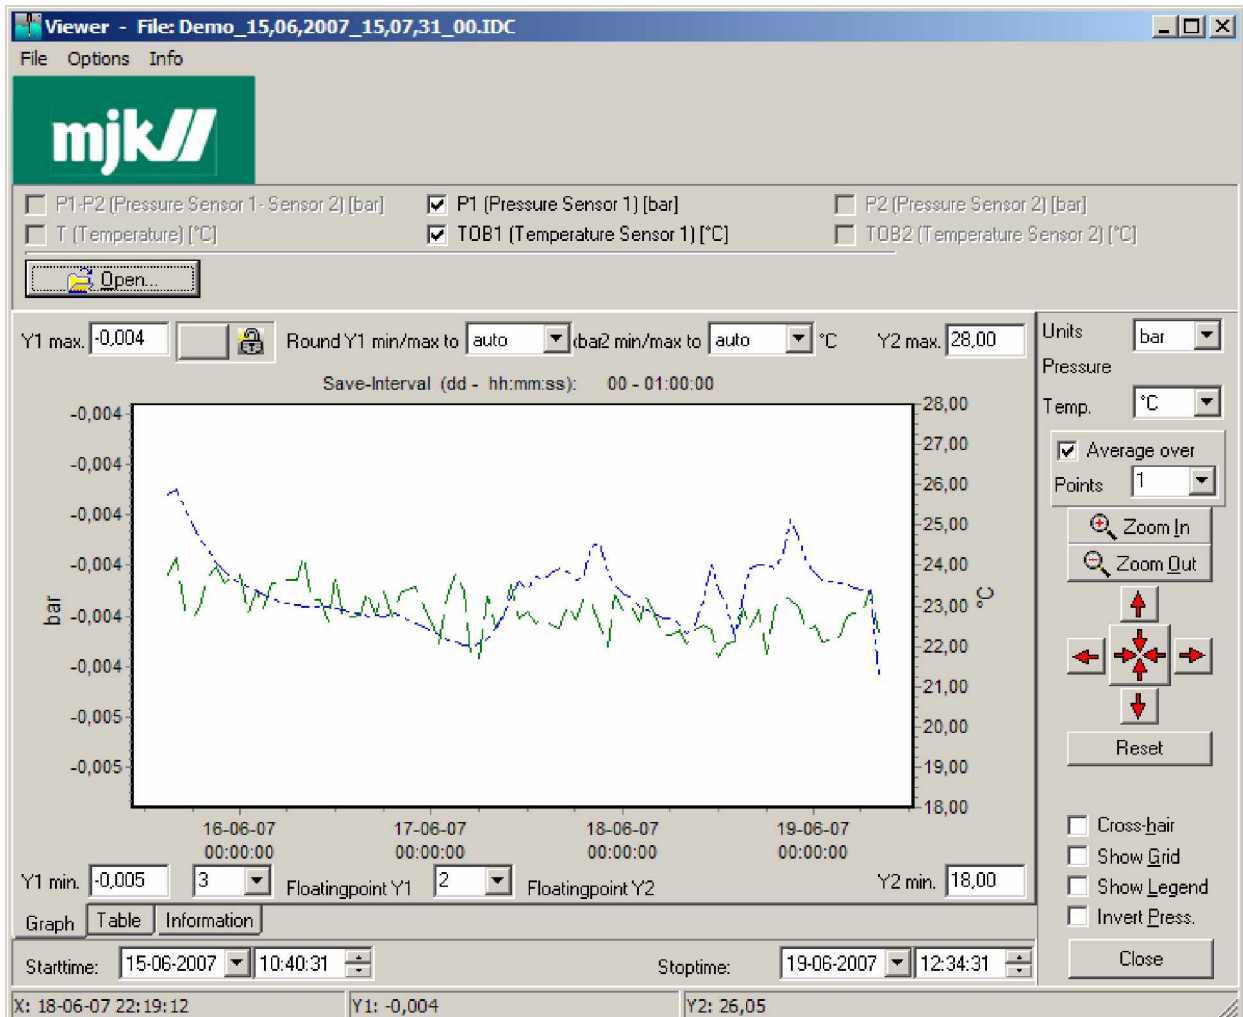 Viewer - File: Demo_15,06,2007_15,07,31_00.IDC
File Options Info
mjk
P1-P2 (Pressure Sensor 1- Sensor 2) [bar] P1 (Pressure Sensor 1) [bar] P2 (Pressure Sensor 2) [bar]
T (Temperature) [°C] TOB1 (Temperature Sensor 1) [°C] TOB2 (Temperature Sensor 2) [°C]
Open...
Y1 max. -0,004 Round Y1 min/max to auto (bar2 min/max to auto °C Y2 max. 28,00
Save-Interval (dd - hh:mm:ss): 00 - 01:00:00
-0,004
-0,004
-0,004
-0,004
-0,004
-0,004
-0,005
-0,005
bar
28,00
27,00
26,00
25,00
24,00
23,00
22,00
21,00
20,00
19,00
18,00
°C
16-06-07 17-06-07 18-06-07 19-06-07
00:00:00 00:00:00 00:00:00 00:00:00
Y1 min. -0,005 3 Floatingpoint Y1 2 Floatingpoint Y2 Y2 min. 18,00
Graph Table Information
Starttime: 15-06-2007 10:40:31 Stoptime: 19-06-2007 12:34:31
Units bar
Pressure
Temp. °C
Average over
Points 1
Zoom In
Zoom Out
Reset
Cross-hair
Show Grid
Show Legend
Invert Press.
Close
X: 18-06-07 22:19:12 Y1: -0,004 Y2: 26,05